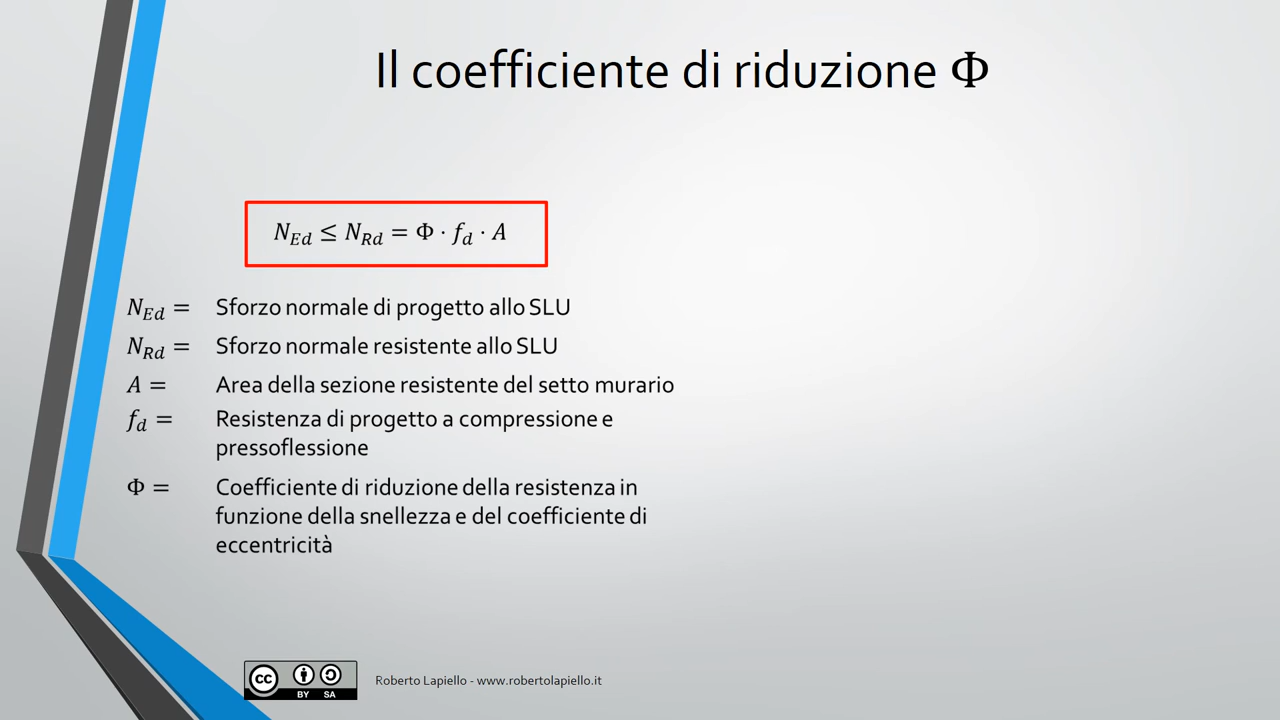 Il coefficiente di riduzione Φ
N_Ed ≤ N_Rd = Φ · f_d · A
N_Ed = Sforzo normale di progetto allo SLU
N_Rd = Sforzo normale resistente allo SLU
A = Area della sezione resistente del setto murario
f_d = Resistenza di progetto a compressione e
pressoflessione
Φ = Coefficiente di riduzione della resistenza in
funzione della snellezza e del coefficiente di
eccentricità
cc BY SA
Roberto Lapiello - www.robertolapiello.it